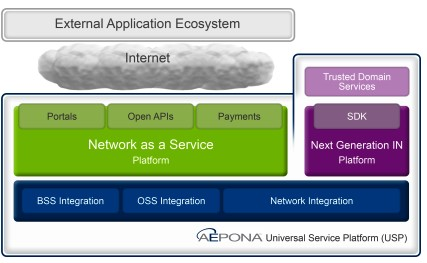 External Application Ecosystem
Internet
Trusted Domain
Services
Portals
Open APIs
Payments
SDK
Network as a Service
Platform
Next Generation IN
Platform
BSS Integration
OSS Integration
Network Integration
AEPONA Universal Service Platform (USP)